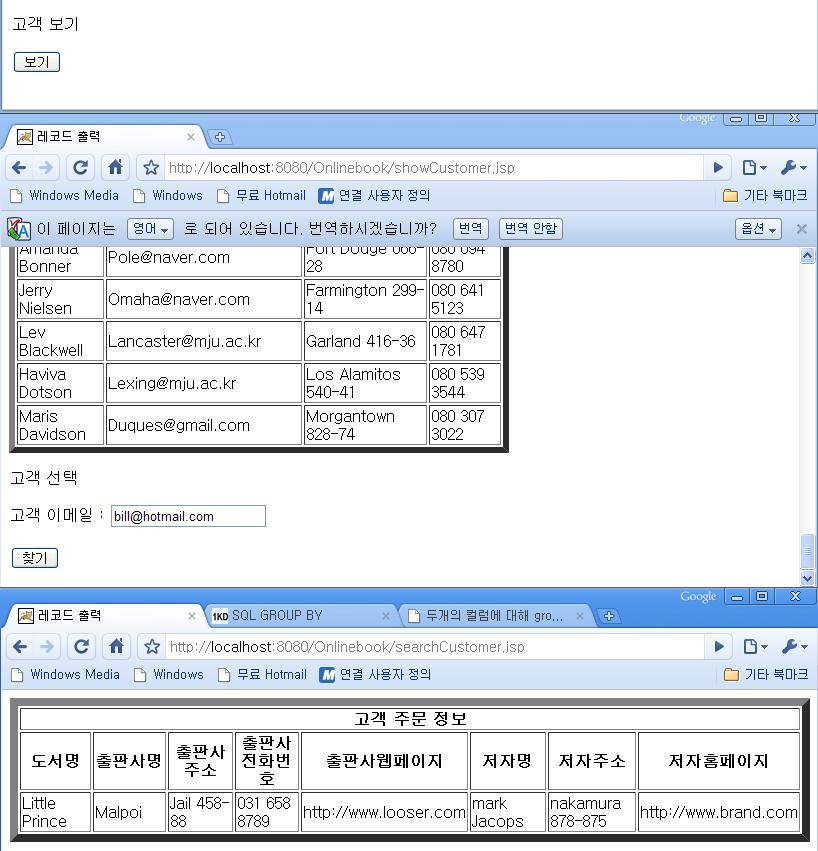 고객 보기
보기
Google
레코드 출력
http://localhost:8080/Onlinebook/showCustomer.jsp
Windows Media Windows 무료 Hotmail 연결 사용자 정의 기타 북마크
이 페이지는 영어 로 되어 있습니다. 번역하시겠습니까? 번역 번역 안함 옵션
Amanda Bonner Pole@naver.com Fort Dodge 066-28 080 694 8780
Jerry Nielsen Omaha@naver.com Farmington 299-14 080 641 5123
Lev Blackwell Lancaster@mju.ac.kr Garland 416-36 080 647 1781
Haviva Dotson Lexing@mju.ac.kr Los Alamitos 540-41 080 539 3544
Maris Davidson Duques@gmail.com Morgantown 828-74 080 307 3022
고객 선택
고객 이메일 : bill@hotmail.com
찾기
Google
레코드 출력 1KD SQL GROUP BY 두개의 컬럼에 대해 gro...
http://localhost:8080/Onlinebook/searchCustomer.jsp
Windows Media Windows 무료 Hotmail 연결 사용자 정의 기타 북마크
고객 주문 정보
도서명 출판사명 출판사 주소 출판사 전화번호 출판사웹페이지 저자명 저자주소 저자홈페이지
Little Prince Malpoi Jail 458-88 031 658 8789 http://www.looser.com mark Jacops nakamura 878-875 http://www.brand.com